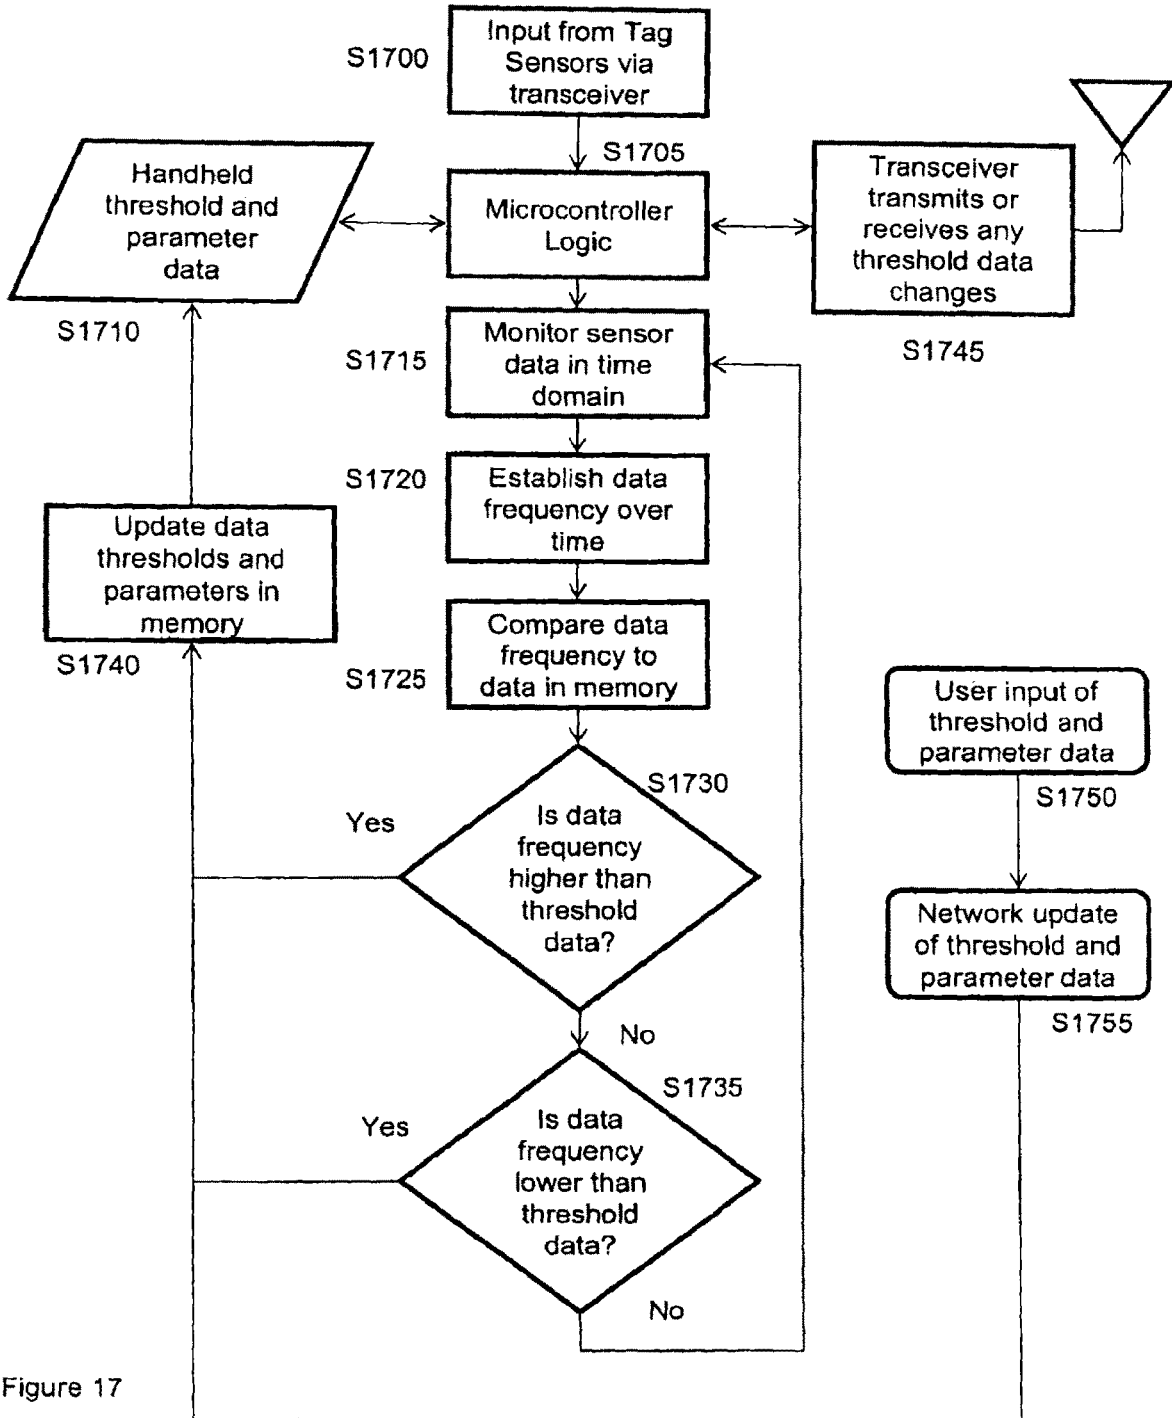 Input from Tag
Sensors via
transceiver
S1700
S1705
Handheld
threshold and
parameter
data
S1710
Microcontroller
Logic
Transceiver
transmits or
receives any
threshold data
changes
S1745
Monitor sensor
data in time
domain
S1715
Establish data
frequency over
time
S1720
Update data
thresholds and
parameters in
memory
S1740
Compare data
frequency to
data in memory
S1725
User input of
threshold and
parameter data
S1750
S1730
Yes
Is data
frequency
higher than
threshold
data?
No
Network update
of threshold and
parameter data
S1755
S1735
Yes
Is data
frequency
lower than
threshold
data?
No
Figure 17